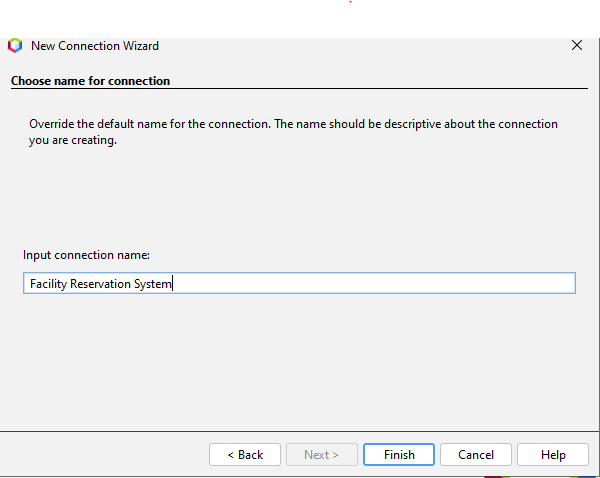 New Connection Wizard
Choose name for connection
Override the default name for the connection. The name should be descriptive about the connection
you are creating.
Input connection name:
Facility Reservation System
< Back
Next >
Finish
Cancel
Help